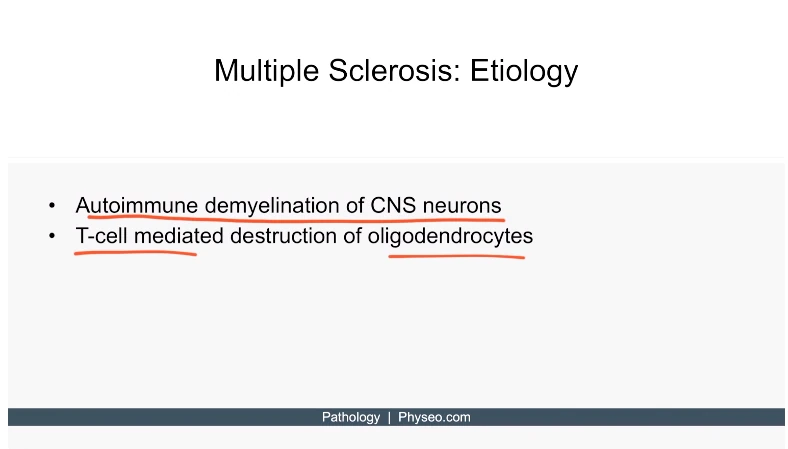 Multiple Sclerosis: Etiology
• Autoimmune demyelination of CNS neurons
• T-cell mediated destruction of oligodendrocytes
Pathology | Physeo.com